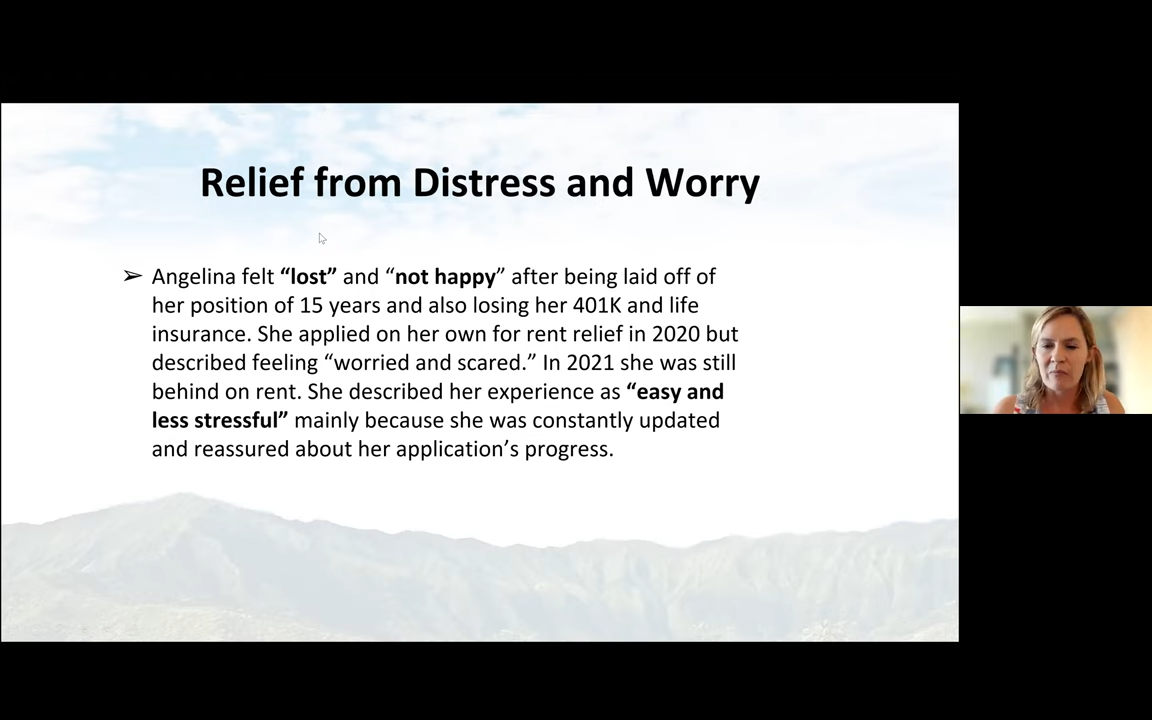 Relief from Distress and Worry
➢ Angelina felt “lost” and “not happy” after being laid off of
her position of 15 years and also losing her 401K and life
insurance. She applied on her own for rent relief in 2020 but
described feeling “worried and scared.” In 2021 she was still
behind on rent. She described her experience as “easy and
less stressful” mainly because she was constantly updated
and reassured about her application’s progress.